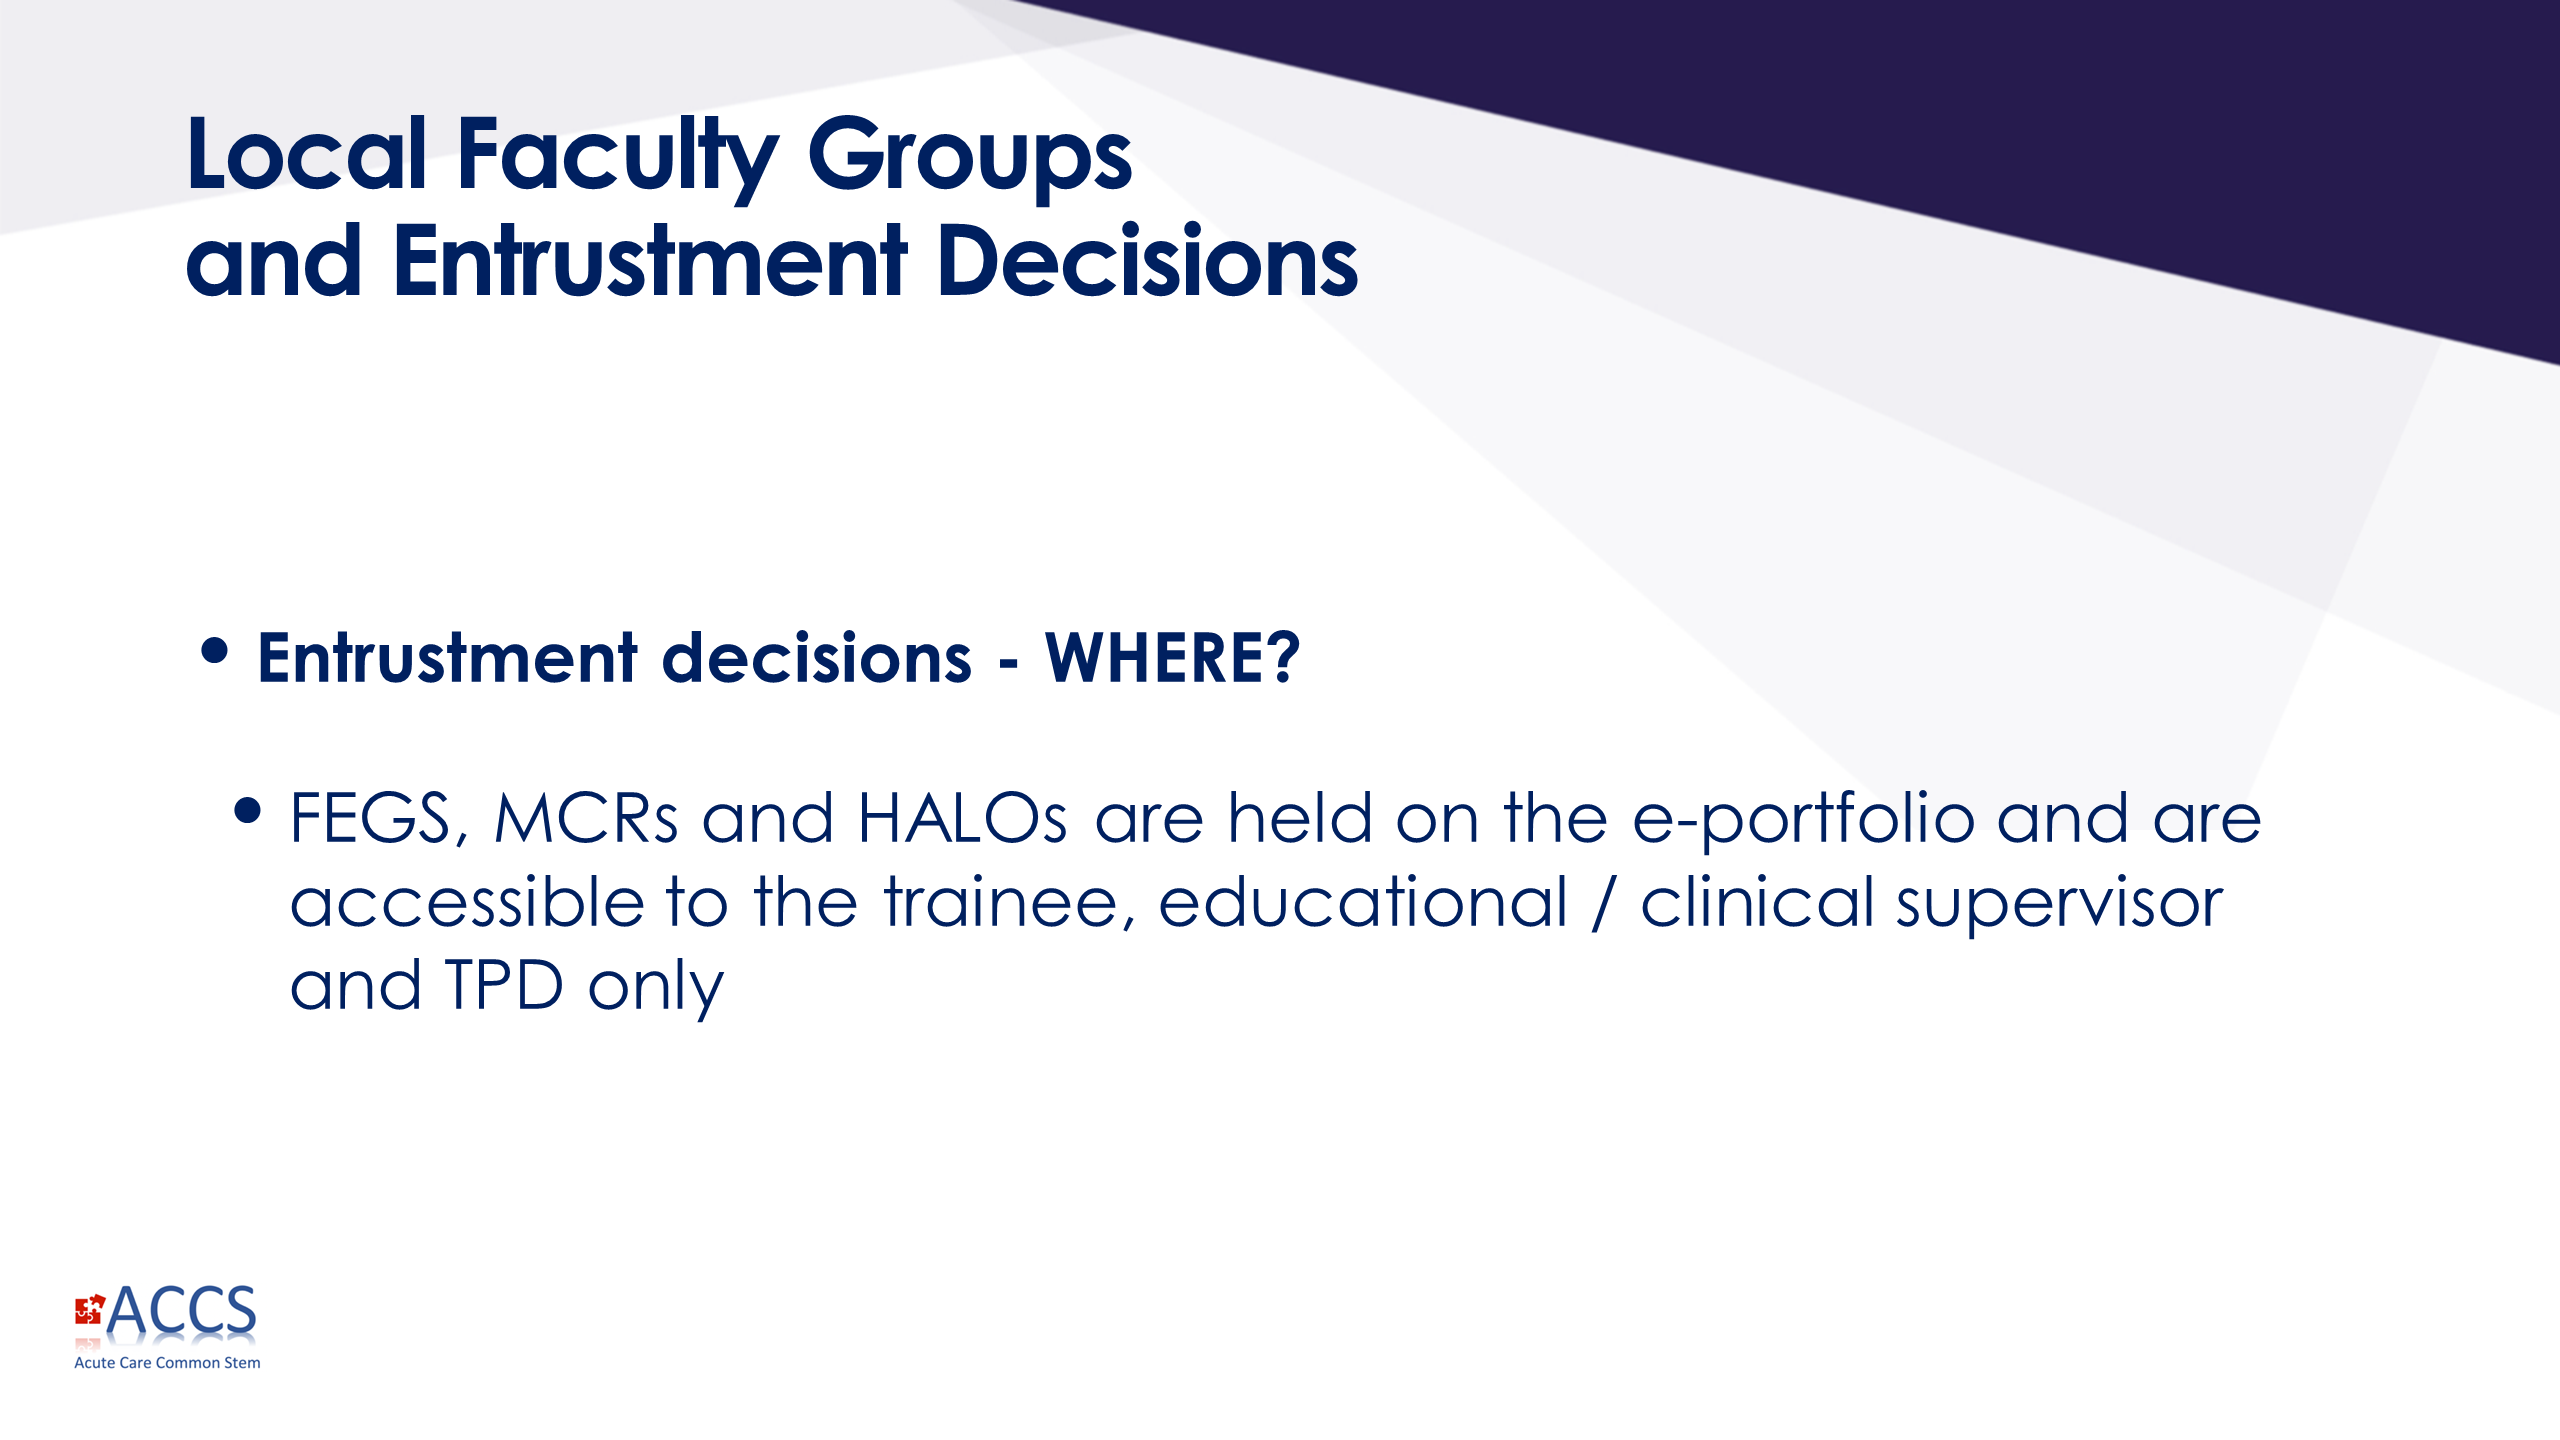 Local Faculty Groups
and Entrustment Decisions
• Entrustment decisions - WHERE?
• FEGS, MCRs and HALOs are held on the e-portfolio and are
accessible to the trainee, educational / clinical supervisor
and TPD only
ACCS
Acute Care Common Stem